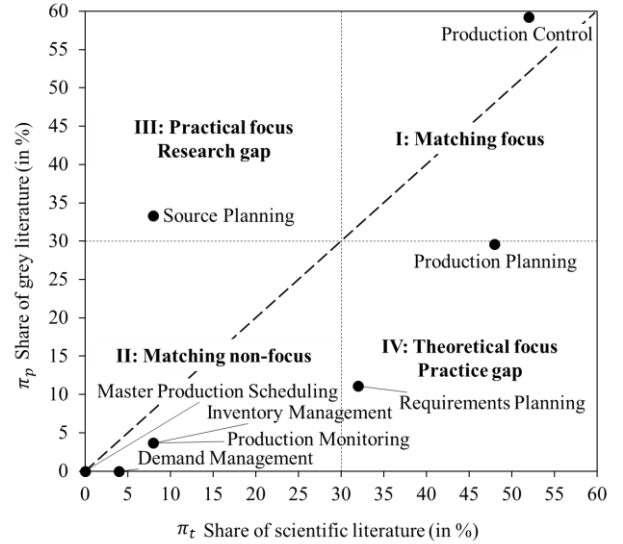 60
55
50
45
40
35
30
25
20
15
10
5
0
π_p Share of grey literature (in %)
Production Control
III: Practical focus
Research gap
I: Matching focus
Source Planning
Production Planning
II: Matching non-focus
IV: Theoretical focus
Practice gap
Master Production Scheduling
Inventory Management
Requirements Planning
Production Monitoring
Demand Management
0 5 10 15 20 25 30 35 40 45 50 55 60
π_t Share of scientific literature (in %)